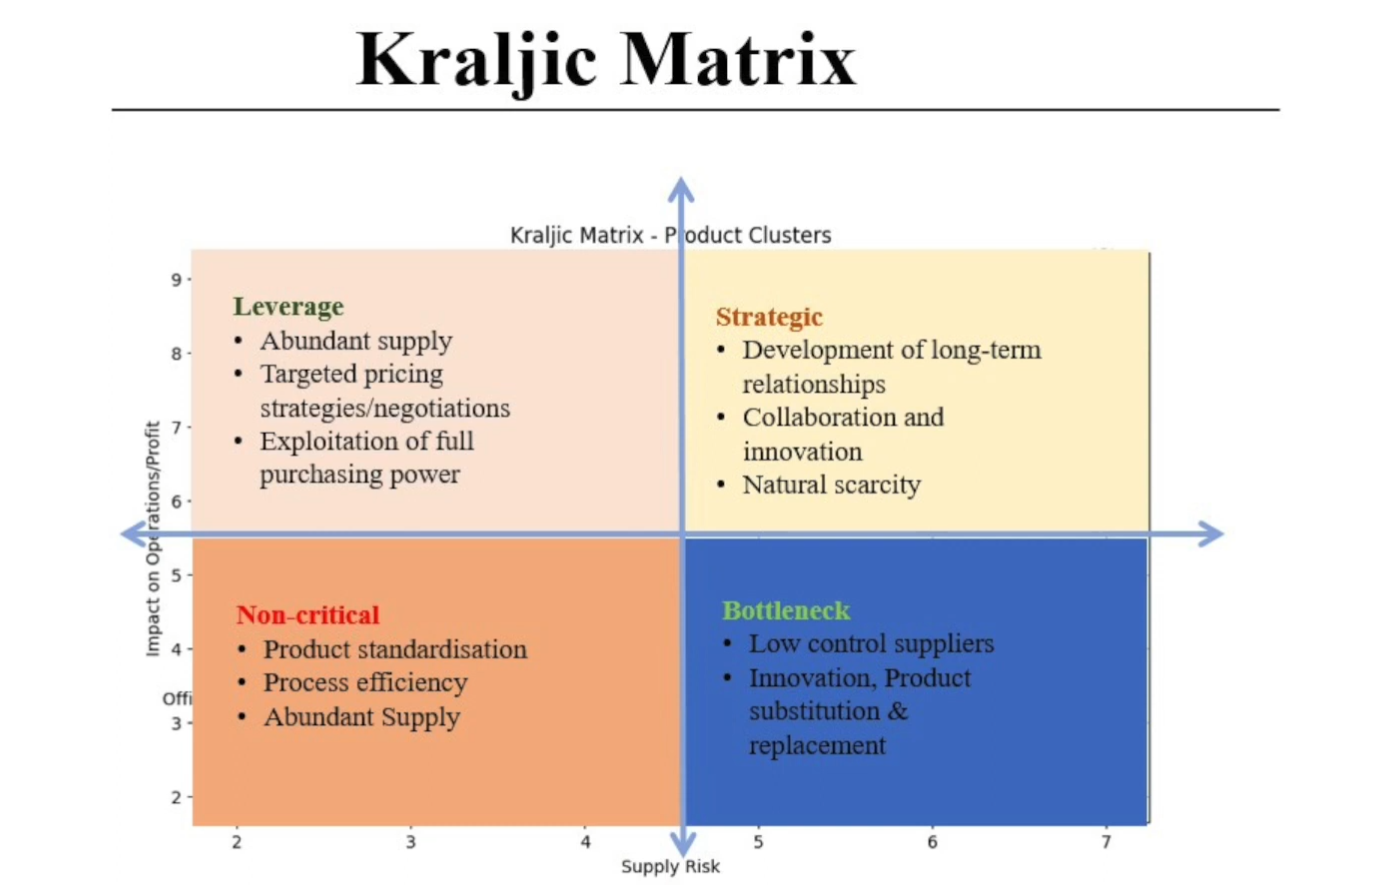 Kraljic Matrix
Kraljic Matrix - Product Clusters
Impact on Operations/Profit
9
8
7
6
5
4
3
2
Offi
Leverage
• Abundant supply
• Targeted pricing
strategies/negotiations
• Exploitation of full
purchasing power
Strategic
• Development of long-term
relationships
• Collaboration and
innovation
• Natural scarcity
Non-critical
• Product standardisation
• Process efficiency
• Abundant Supply
Bottleneck
• Low control suppliers
• Innovation, Product
substitution &
replacement
2 3 4 5 6 7
Supply Risk